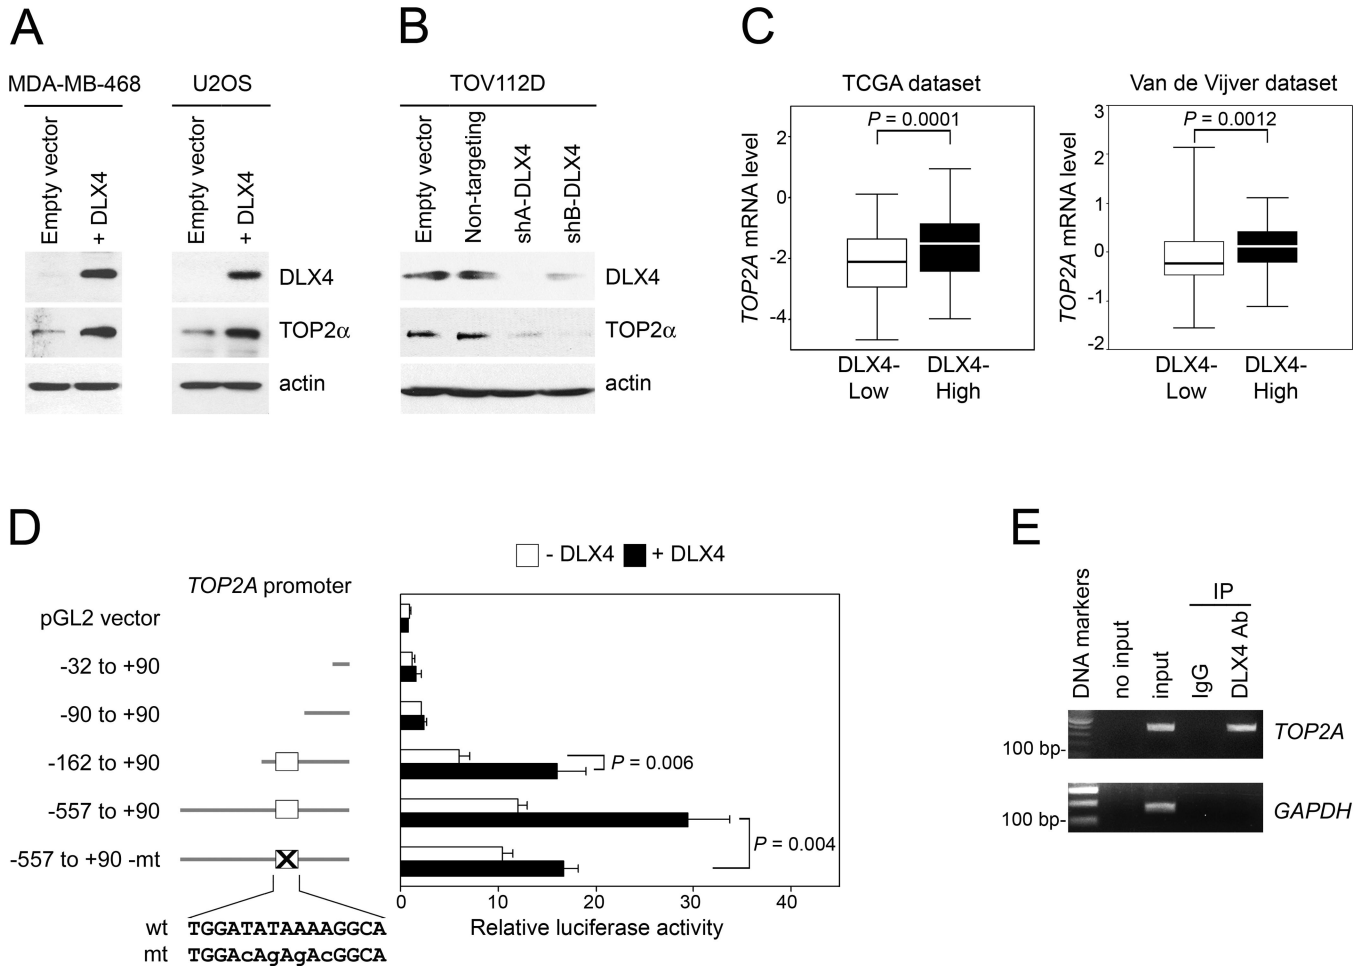 A
MDA-MB-468
U2OS
Empty vector
+ DLX4
Empty vector
+ DLX4
DLX4
TOP2α
actin
B
TOV112D
Empty vector
Non-targeting
shA-DLX4
shB-DLX4
DLX4
TOP2α
actin
C
TCGA dataset
P = 0.0001
TOP2A mRNA level
2
0
-2
-4
DLX4-
Low
DLX4-
High
Van de Vijver dataset
P = 0.0012
TOP2A mRNA level
3
2
1
0
-1
-2
DLX4-
Low
DLX4-
High
D
- DLX4
+ DLX4
TOP2A promoter
pGL2 vector
-32 to +90
-90 to +90
-162 to +90
-557 to +90
-557 to +90 -mt
P = 0.006
P = 0.004
0 10 20 30 40
Relative luciferase activity
wt TGGATATAAAAGGCA
mt TGGAcAgAgAcGGCA
E
IP
DNA markers
no input
input
IgG
DLX4 Ab
100 bp-
TOP2A
100 bp-
GAPDH